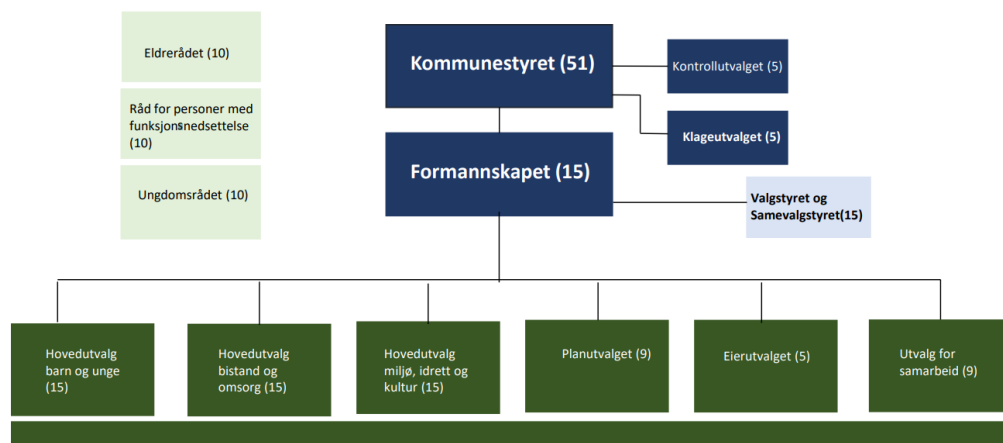 Eldrerådet (10)
Kommunestyret (51)
Kontrollutvalget (5)
Råd for personer med
funksjonsnedsettelse
(10)
Klageutvalget (5)
Formannskapet (15)
Ungdomsrådet (10)
Valgstyret og
Samevalgstyret(15)
Hovedutvalg
barn og unge
(15)
Hovedutvalg
bistand og
omsorg (15)
Hovedutvalg
miljø, idrett og
kultur (15)
Planutvalget (9)
Eierutvalget (5)
Utvalg for
samarbeid (9)